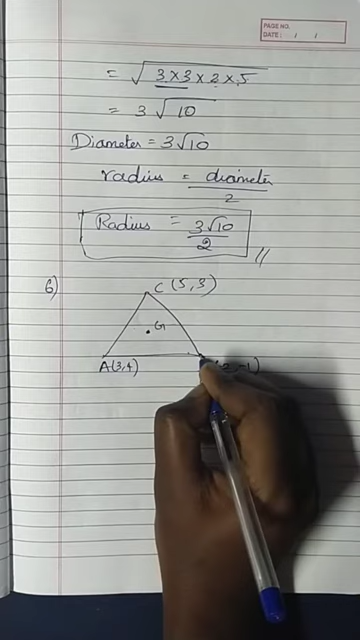 PAGE NO.
DATE : / /
= √3×3×2×5
= 3√10
Diameter = 3√10
radius = diameter
2
Radius = 3√10
2 //
6)
C (5,3)
G
A(3,4) -1)